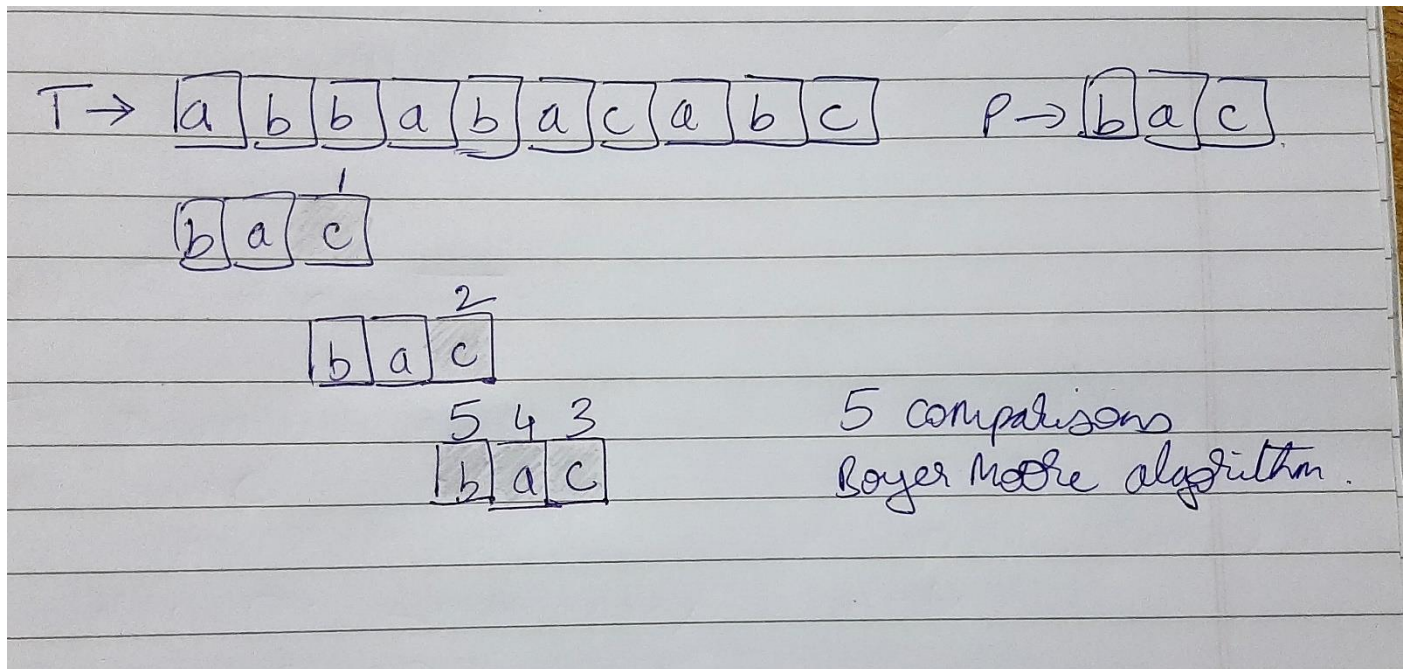 T → a b b a b a c a b c P → b a c
1
b a c
2
b a c
5 4 3
b a c
5 comparisons
Boyer Moore algorithm.